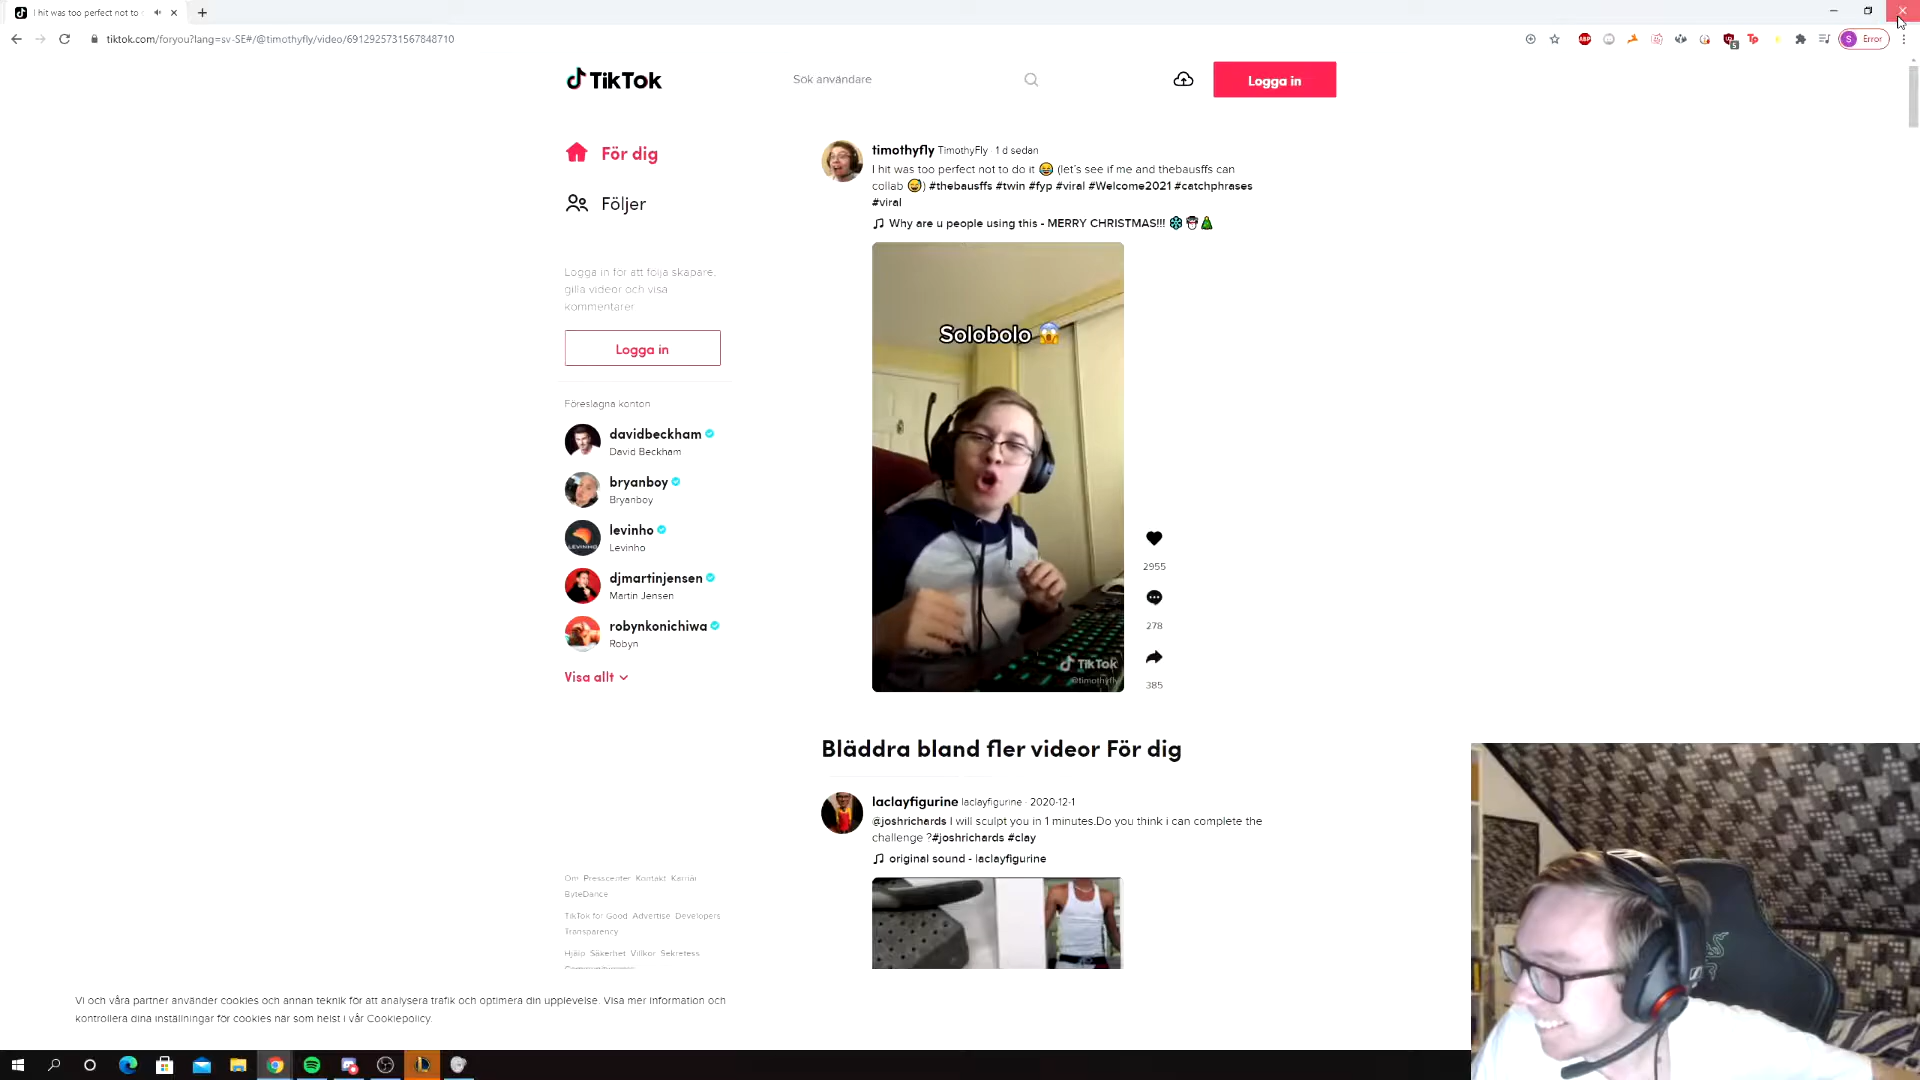 I hit was too perfect not to
tiktok.com/foryou?lang=sv-SE#/@timothyfly/video/6912925731567848710
Error
TikTok
Sök användare
Logga in
För dig
Följer
Logga in för att följa skapare,
gilla videor och visa
kommentarer
Logga in
Föreslagna konton
davidbeckham
David Beckham
bryanboy
Bryanboy
levinho
Levinho
djmartinjensen
Martin Jensen
robynkonichiwa
Robyn
Visa allt
Om Presscenter Kontakt Karriär
ByteDance
TikTok for Good Advertise Developers
Transparency
Hjälp Säkerhet Villkor Sekretess
timothyfly TimothyFly · 1 d sedan
I hit was too perfect not to do it 😂 (let's see if me and thebausffs can
collab 😅) #thebausffs #twin #fyp #viral #Welcome2021 #catchphrases
#viral
Why are u people using this - MERRY CHRISTMAS!!! ❄️☃️🎄
Solobolo 😱
TikTok
@timothyfly
2955
278
385
Bläddra bland fler videor För dig
laclayfigurine laclayfigurine · 2020-12-1
@joshrichards I will sculpt you in 1 minutes.Do you think i can complete the
challenge ?#joshrichards #clay
original sound - laclayfigurine
Vi och våra partner använder cookies och annan teknik för att analysera trafik och optimera din upplevelse. Visa mer information och
kontrollera dina inställningar för cookies när som helst i vår Cookiepolicy.